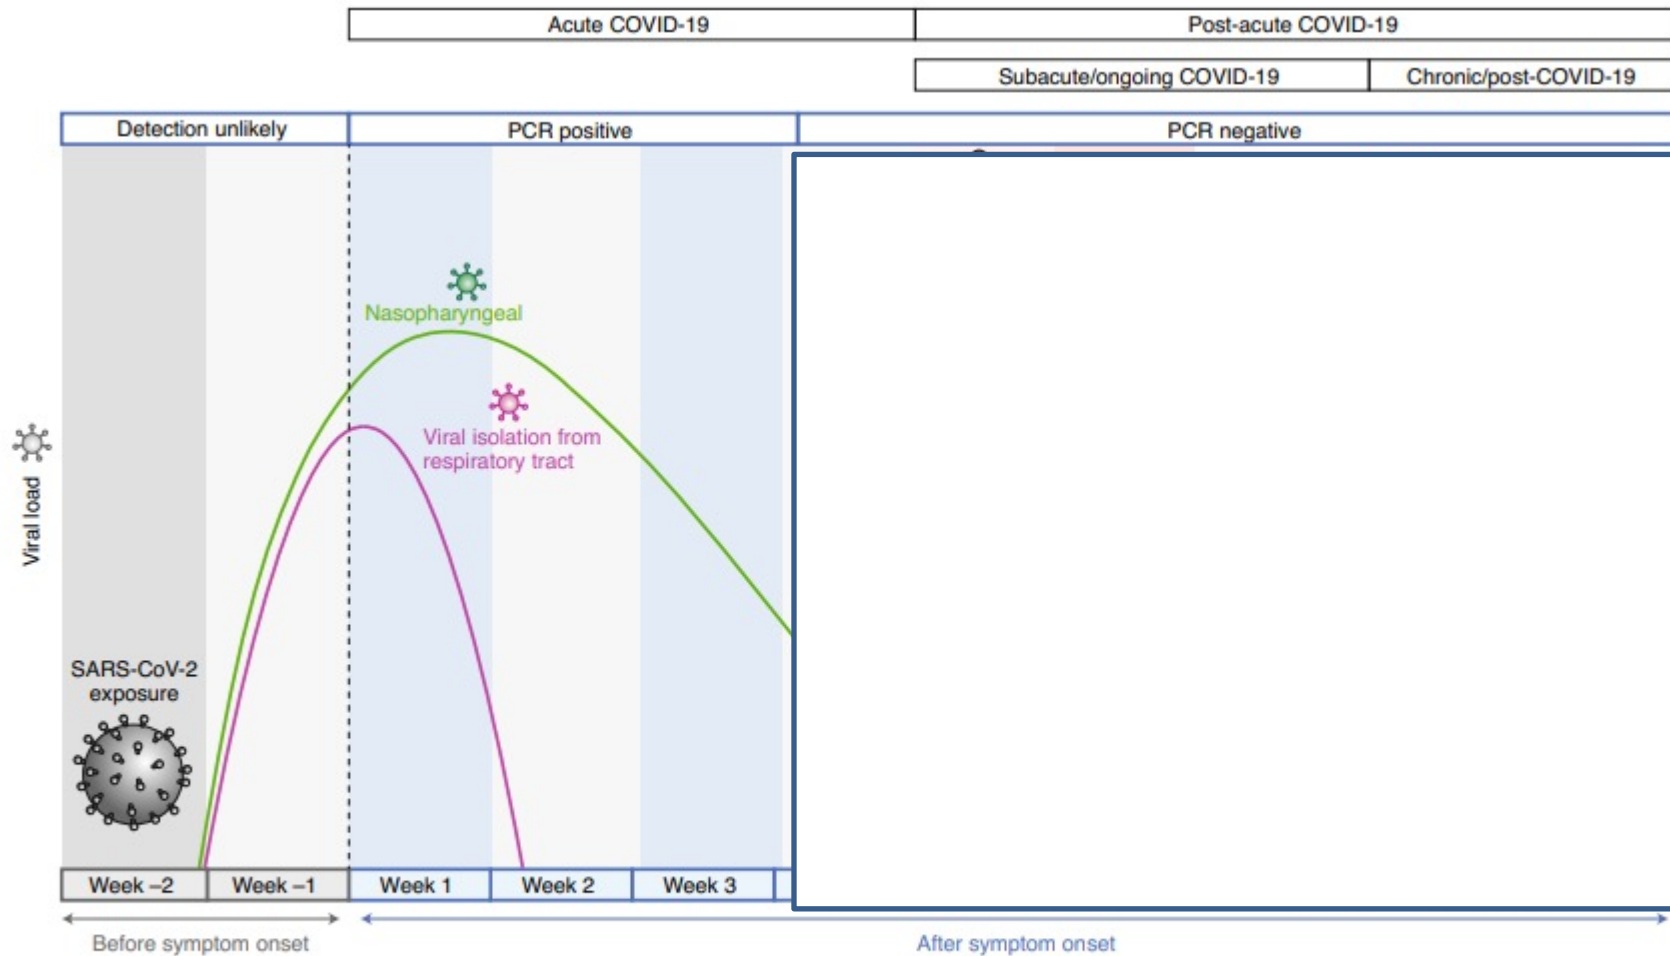 Acute COVID-19
Post-acute COVID-19
Subacute/ongoing COVID-19
Chronic/post-COVID-19
Detection unlikely
PCR positive
PCR negative
Nasopharyngeal
Viral isolation from
respiratory tract
Viral load
SARS-CoV-2
exposure
Week –2
Week –1
Week 1
Week 2
Week 3
Before symptom onset
After symptom onset